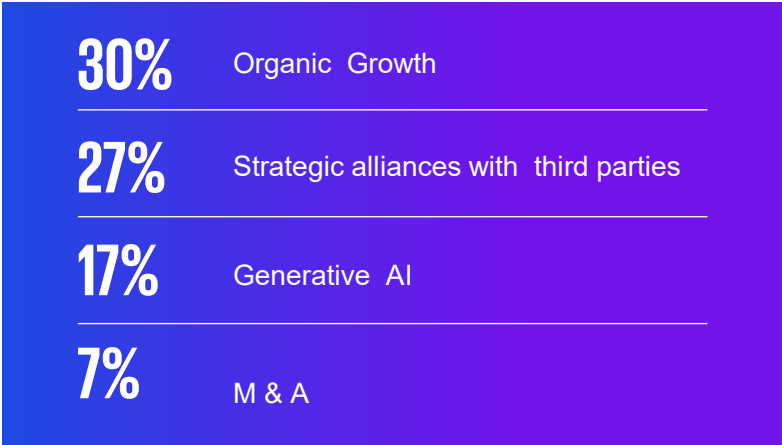 30% Organic Growth
27% Strategic alliances with third parties
17% Generative AI
7% M & A